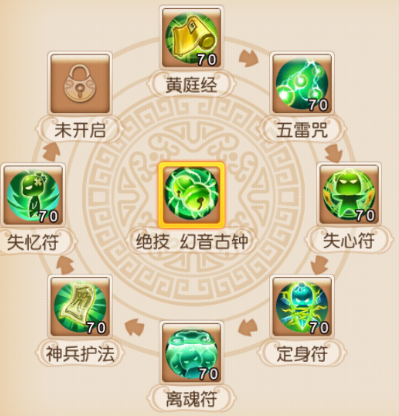 70
黄庭经
70
五雷咒
未开启
70
失忆符
绝技 幻音古钟
70
失心符
70
神兵护法
70
定身符
70
离魂符